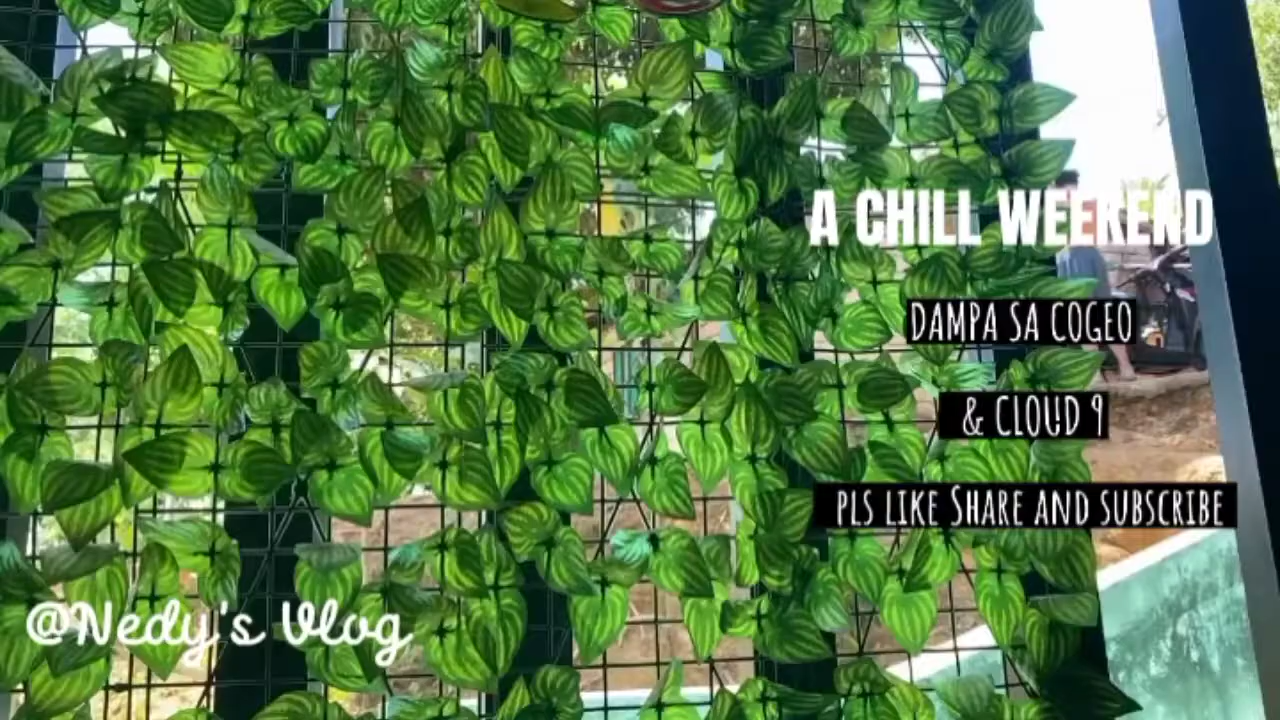 A CHILL WEEKEND
DAMPA SA COGEO
& CLOUD 9
PLS LIKE SHARE AND SUBSCRIBE
@Nedy's Vlog